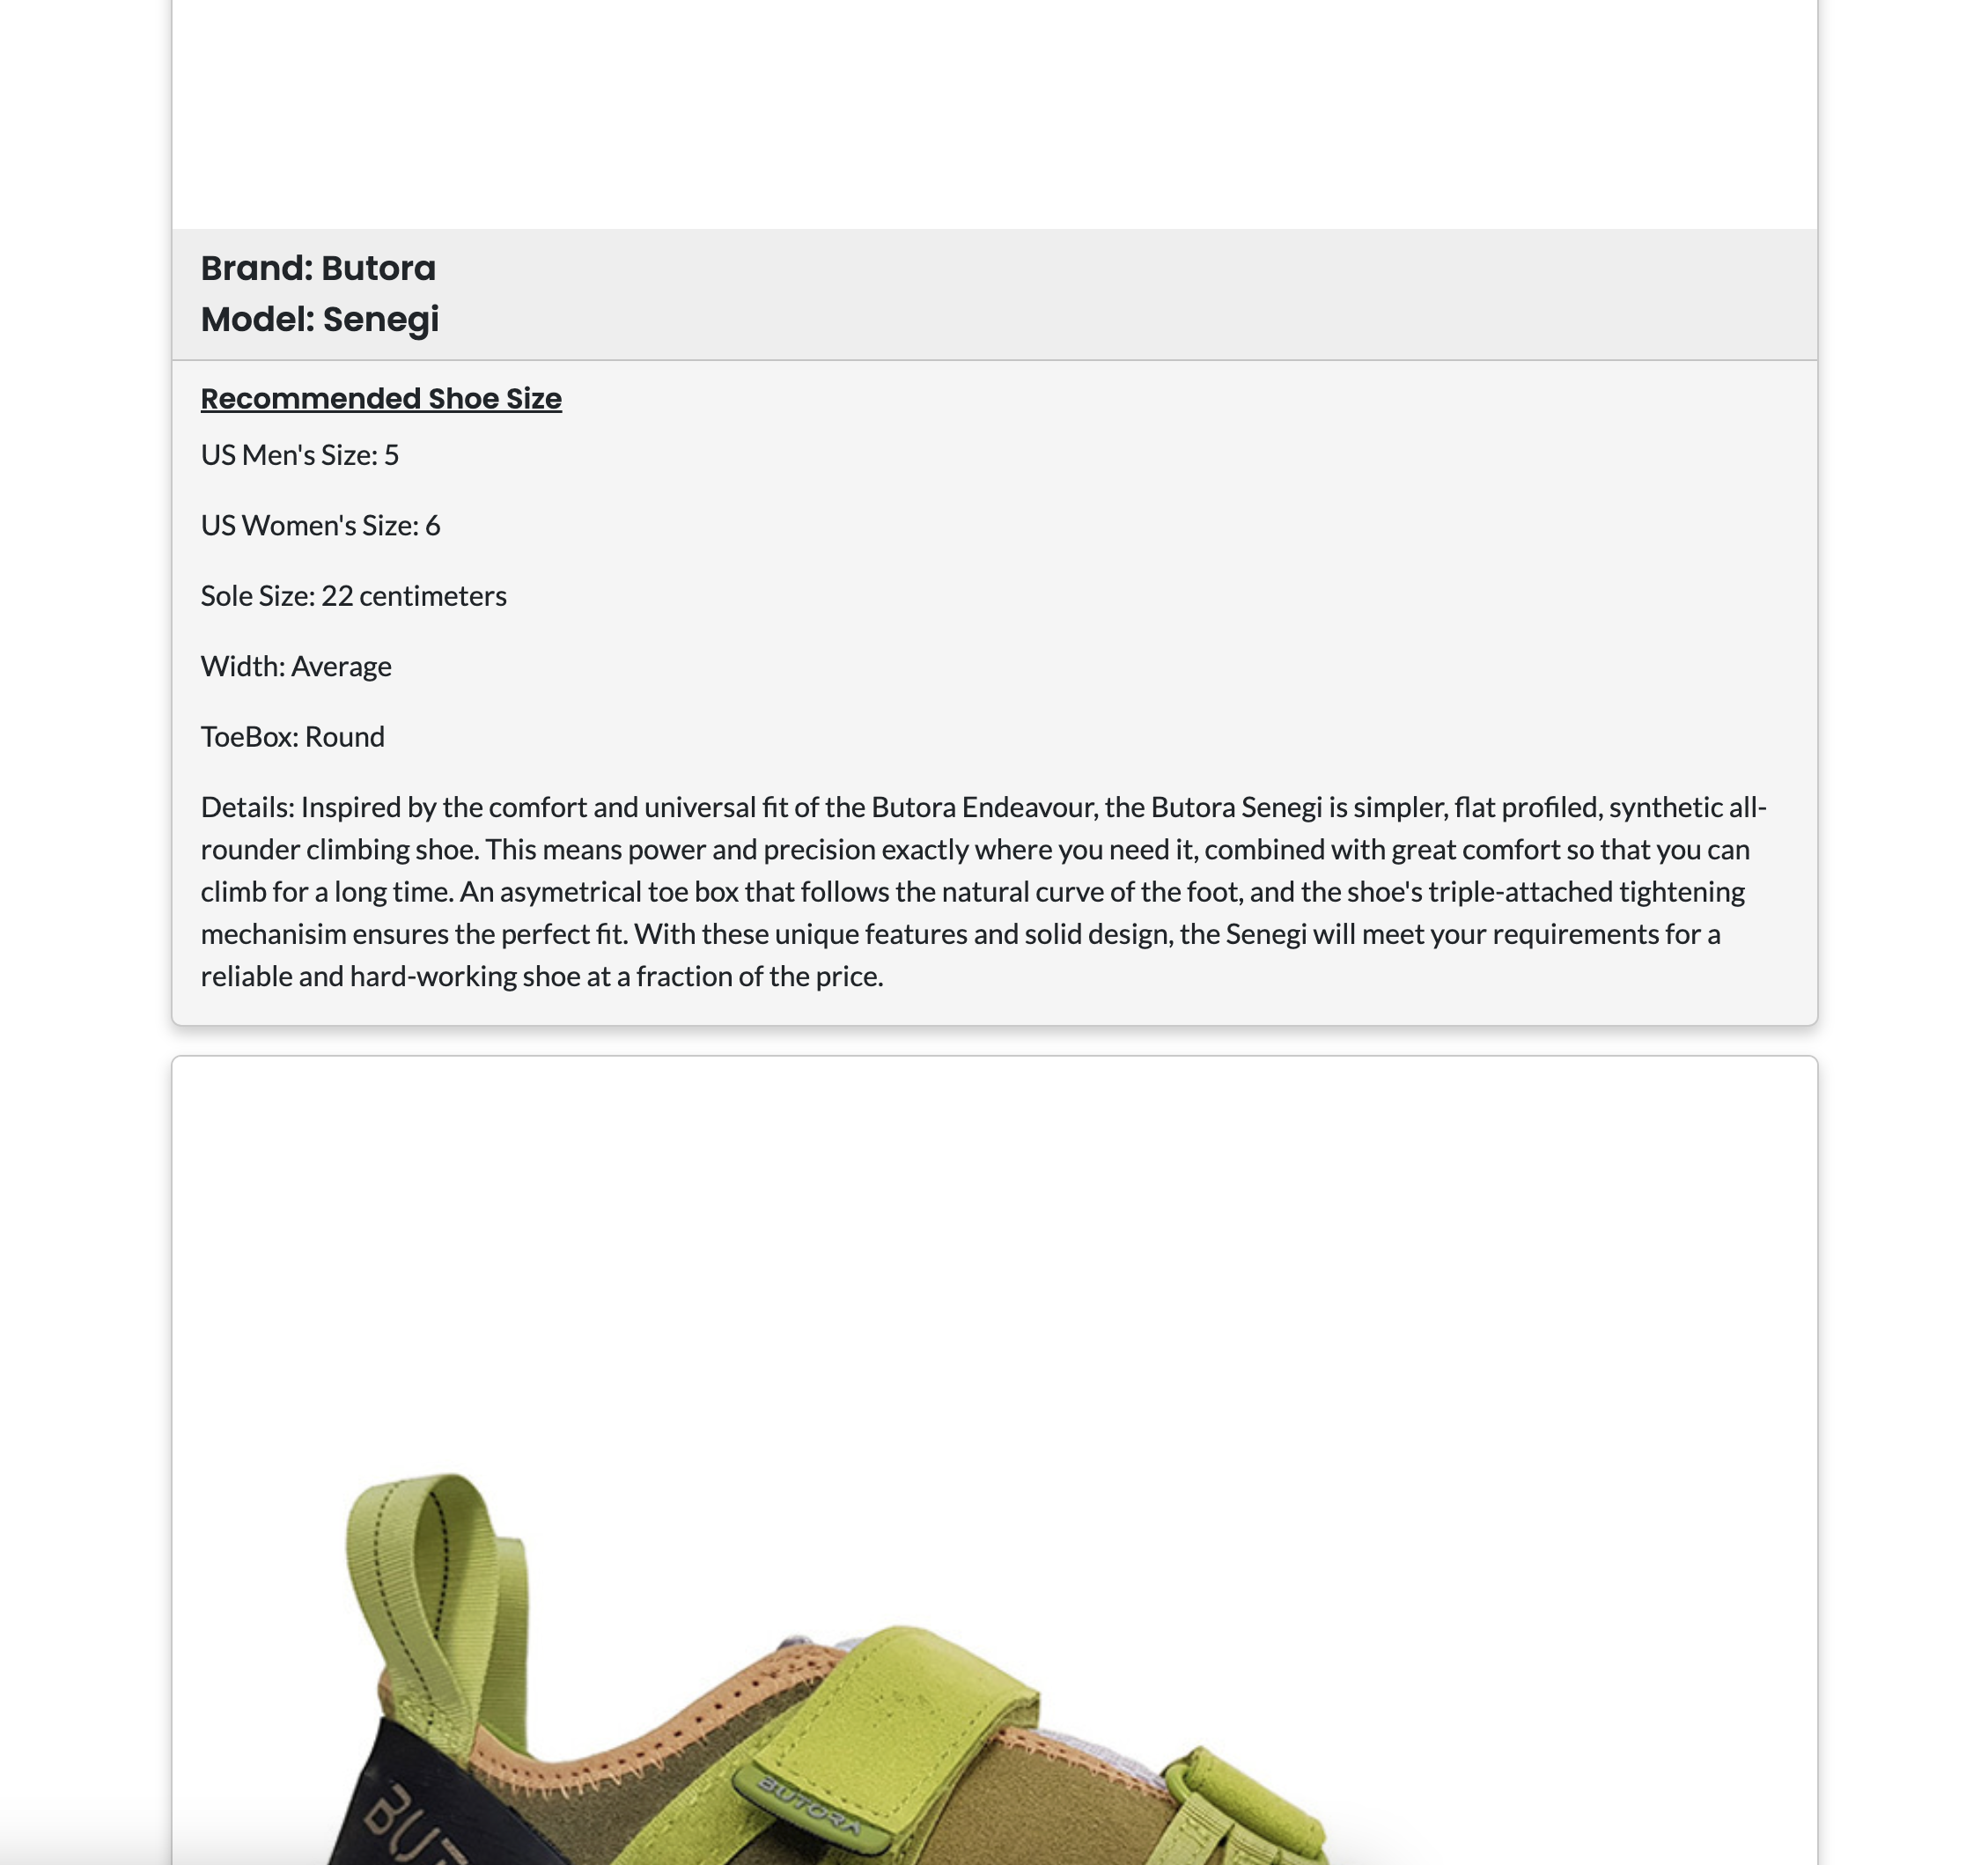 Brand: Butora
Model: Senegi
Recommended Shoe Size
US Men's Size: 5
US Women's Size: 6
Sole Size: 22 centimeters
Width: Average
ToeBox: Round
Details: Inspired by the comfort and universal fit of the Butora Endeavour, the Butora Senegi is simpler, flat profiled, synthetic all-
rounder climbing shoe. This means power and precision exactly where you need it, combined with great comfort so that you can
climb for a long time. An asymetrical toe box that follows the natural curve of the foot, and the shoe's triple-attached tightening
mechanisim ensures the perfect fit. With these unique features and solid design, the Senegi will meet your requirements for a
reliable and hard-working shoe at a fraction of the price.
BUTORA